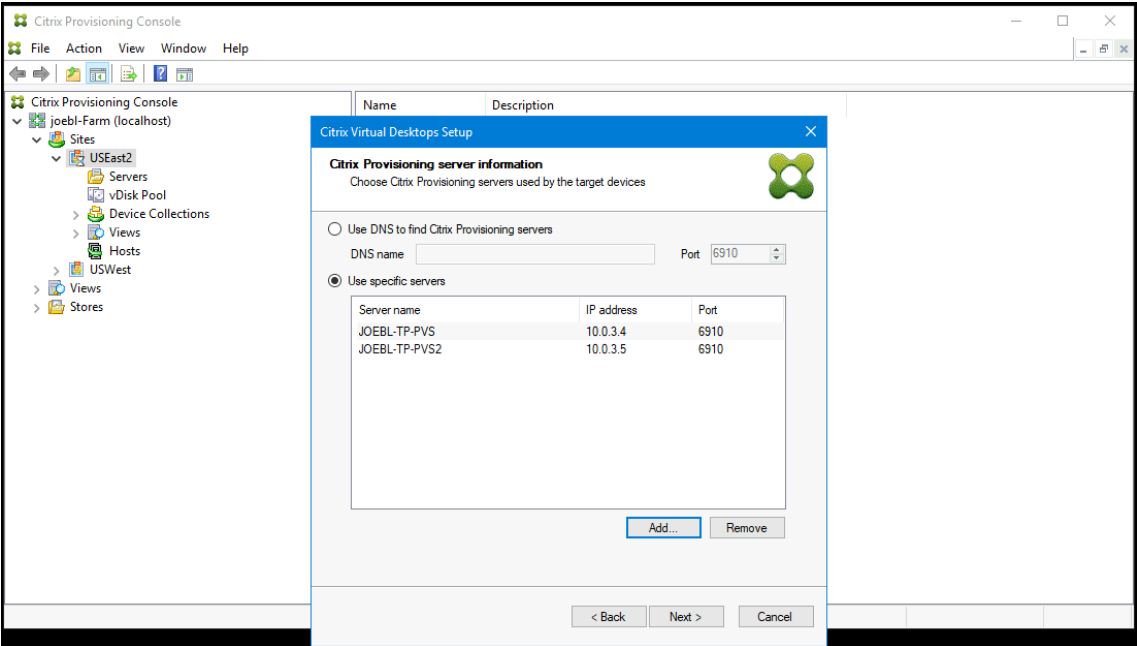 Citrix Provisioning Console
File Action View Window Help
Citrix Provisioning Console
joebl-Farm (localhost)
Sites
USEast2
Servers
vDisk Pool
Device Collections
Views
Hosts
USWest
Views
Stores
Name Description
Citrix Virtual Desktops Setup
Citrix Provisioning server information
Choose Citrix Provisioning servers used by the target devices
Use DNS to find Citrix Provisioning servers
DNS name Port 6910
Use specific servers
Server name IP address Port
JOEBL-TP-PVS 10.0.3.4 6910
JOEBL-TP-PVS2 10.0.3.5 6910
Add... Remove
< Back Next > Cancel